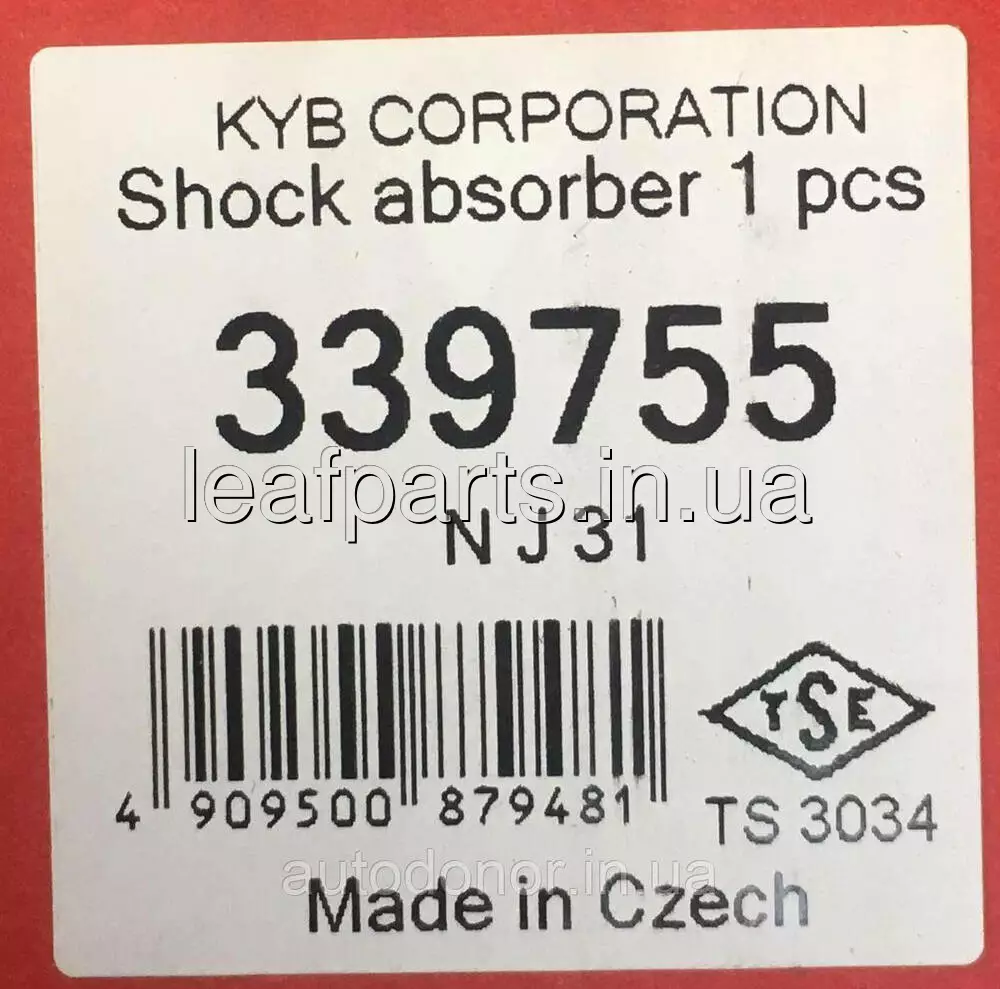 KYB CORPORATION
Shock absorber 1 pcs
339755
leafparts.in.ua
NJ31
TSE
4 909500 879481
TS 3034
autodonor.in.ua
Made in Czech